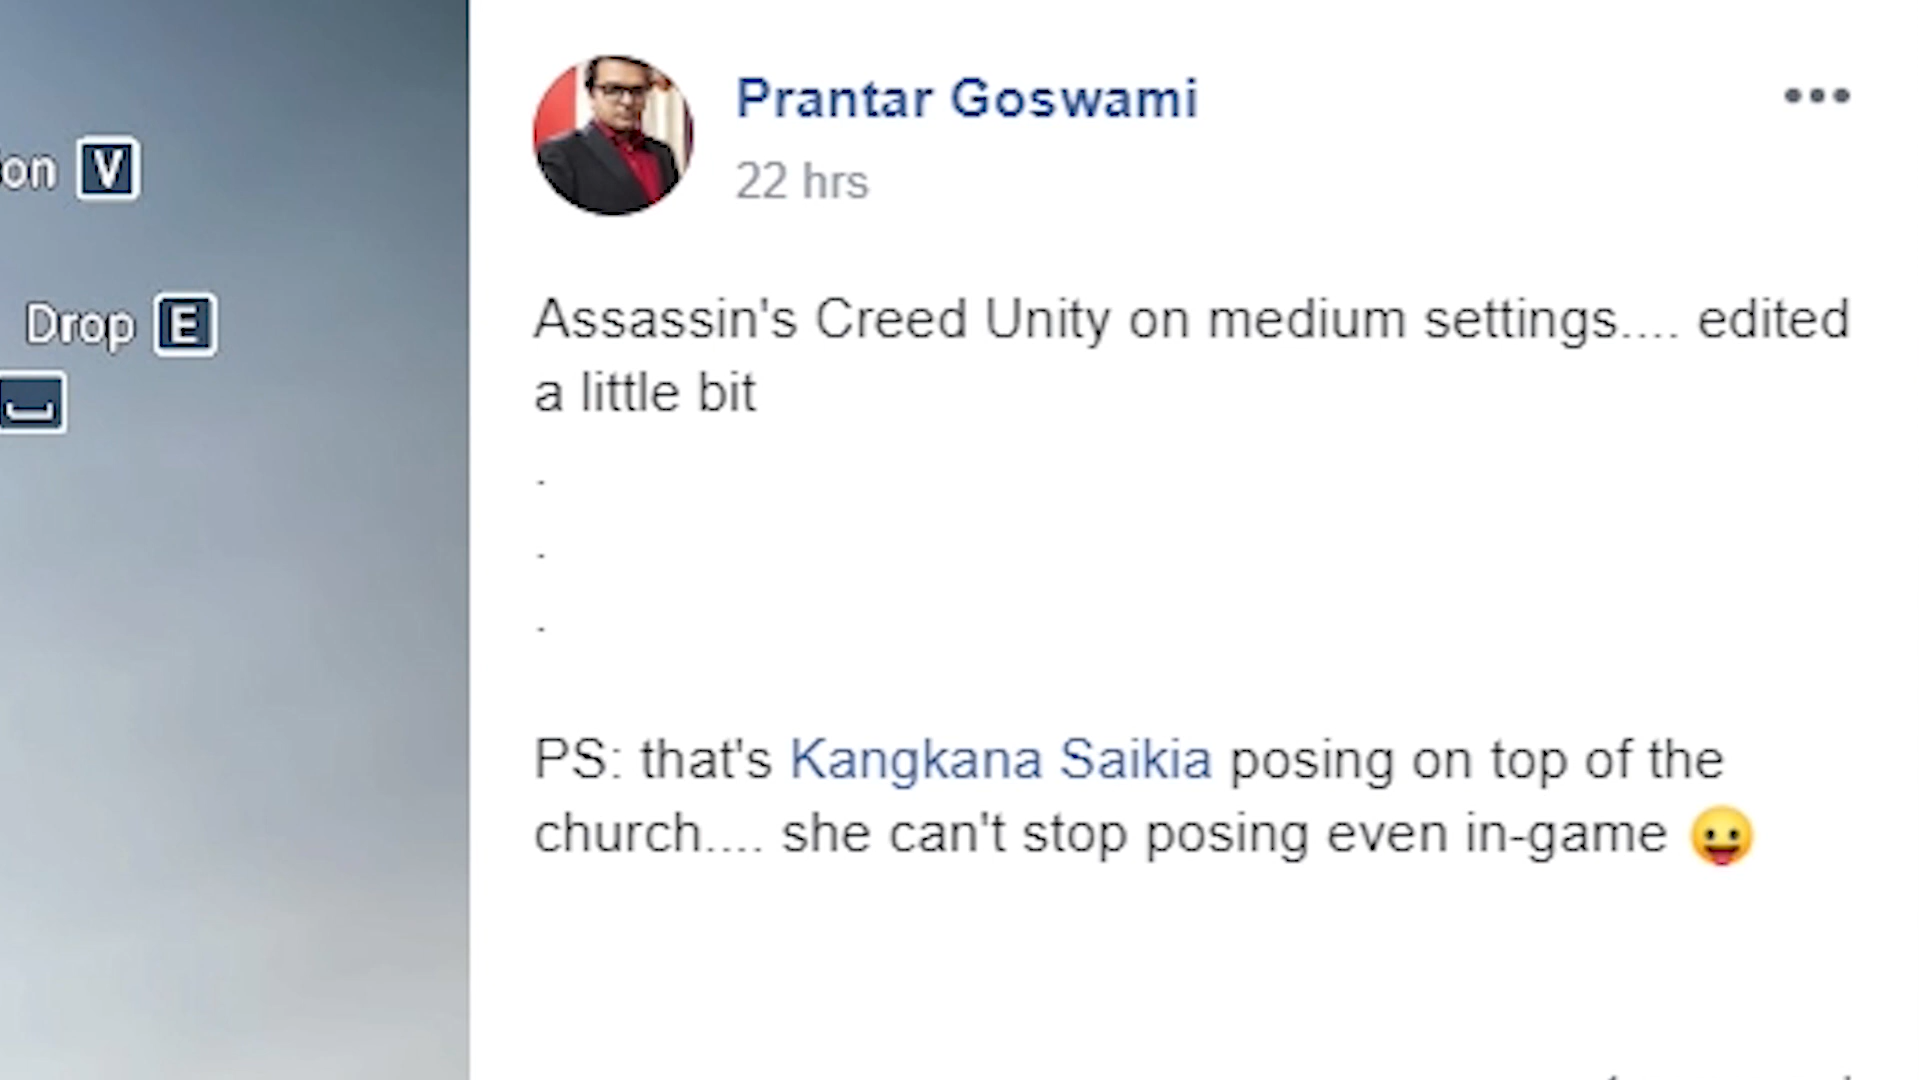 on V
Drop E
Prantar Goswami
22 hrs
Assassin's Creed Unity on medium settings.... edited
a little bit
.
.
.
PS: that's Kangkana Saikia posing on top of the
church.... she can't stop posing even in-game 😛